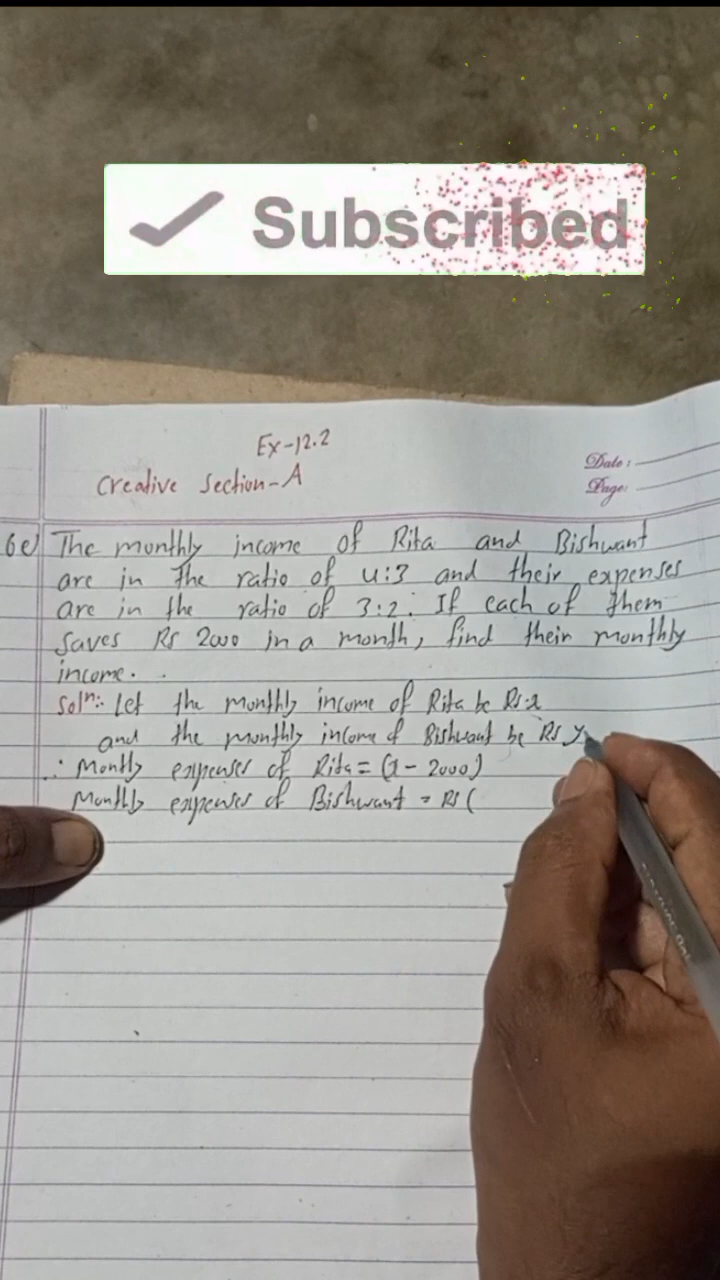 Subscribed
Ex-12.2
Creative Section-A
Date:
Page:
6e) The monthly income of Rita and Bishwant
are in the ratio of 4:3 and their expenses
are in the ratio of 3:2. If each of them
saves Rs 2000 in a month, find their monthly
income.
Solⁿ: Let the monthly income of Rita be Rs.x
and the monthly income of Bishwant be Rs y
∴ Montly expenses of Rita = (x - 2000)
Monthly expenses of Bishwant = Rs (